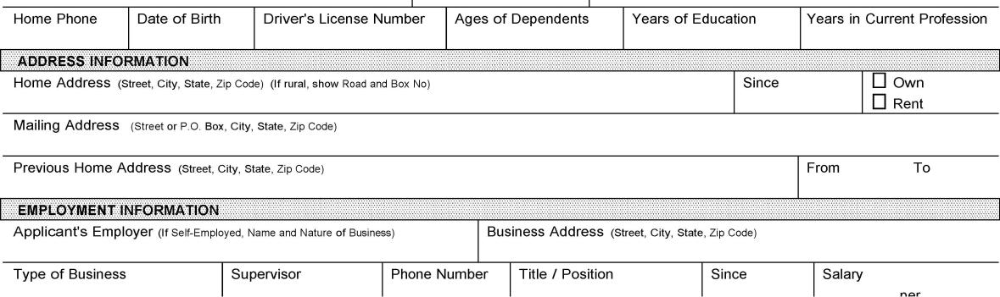 Home Phone Date of Birth Driver's License Number Ages of Dependents Years of Education Years in Current Profession
ADDRESS INFORMATION
Home Address (Street, City, State, Zip Code) (If rural, show Road and Box No) Since Own
Rent
Mailing Address (Street or P.O. Box, City, State, Zip Code)
Previous Home Address (Street, City, State, Zip Code) From To
EMPLOYMENT INFORMATION
Applicant's Employer (If Self-Employed, Name and Nature of Business) Business Address (Street, City, State, Zip Code)
Type of Business Supervisor Phone Number Title / Position Since Salary
per